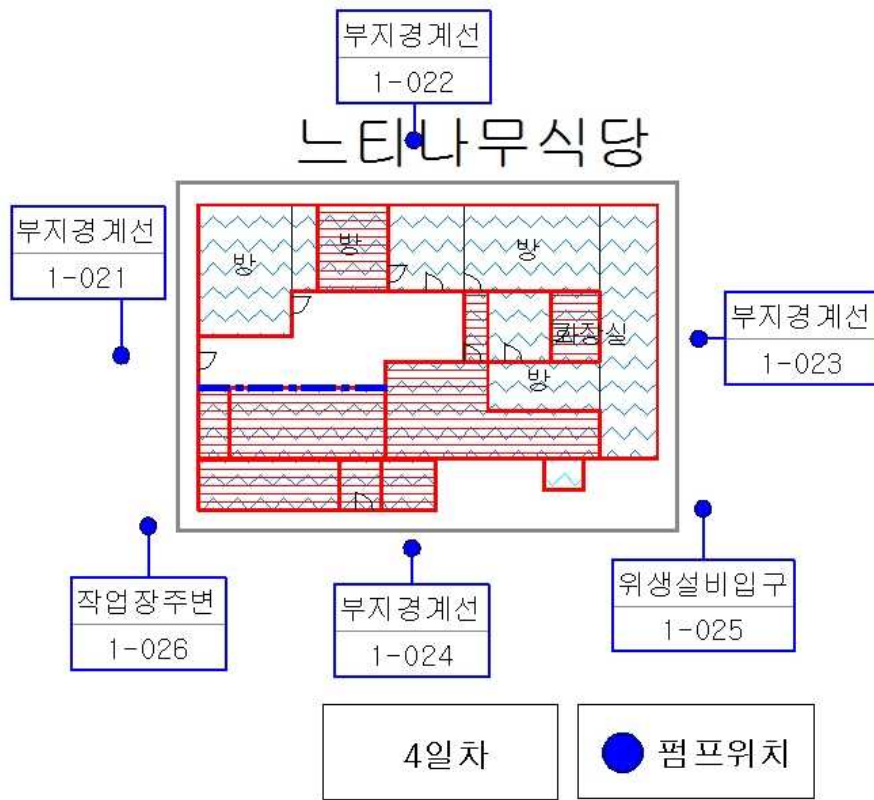 부지경계선
1-022
느티나무식당
부지경계선
1-021
방
방
방
화장실
방
부지경계선
1-023
작업장주변
1-026
부지경계선
1-024
위생설비입구
1-025
4일차
펌프위치